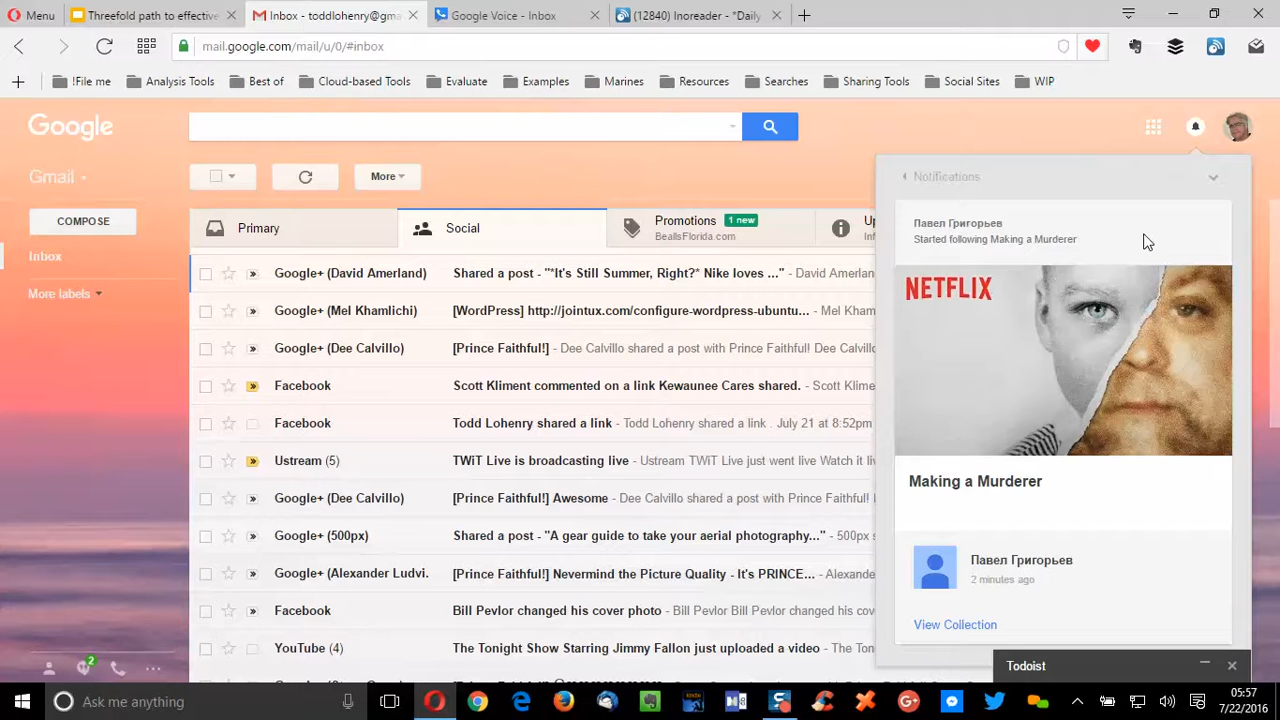 Menu
Threefold path to effective
Inbox - toddlohenry@gm
Google Voice - Inbox
(12840) Inoreader - "Daily
mail.google.com/mail/u/0/#inbox
!File me
Analysis Tools
Best of
Cloud-based Tools
Evaluate
Examples
Marines
Resources
Searches
Sharing Tools
Social Sites
WIP
Google
Gmail
More
Notifications
COMPOSE
Primary
Social
Promotions
1 new
BeallsFlorida.com
Up
Inf
Павел Григорьев
Started following Making a Murderer
Inbox
More labels
Google+ (David Amerland) Shared a post - "*It's Still Summer, Right?* Nike loves ..." - David Amerland
Google+ (Mel Khamlichi) [WordPress] http://jointux.com/configure-wordpress-ubuntu... - Mel Khamlichi
Google+ (Dee Calvillo) [Prince Faithful!] - Dee Calvillo shared a post with Prince Faithful! Dee Calvillo
Facebook Scott Kliment commented on a link Kewaunee Cares shared. - Scott Klimen
Facebook Todd Lohenry shared a link - Todd Lohenry shared a link . July 21 at 8:52pm
Ustream (5) TWiT Live is broadcasting live - Ustream TWiT Live just went live Watch it liv
Google+ (Dee Calvillo) [Prince Faithful!] Awesome - Dee Calvillo shared a post with Prince Faithful!
Google+ (500px) Shared a post - "A gear guide to take your aerial photography..." - 500px s
Google+ (Alexander Ludvi. [Prince Faithful!] Nevermind the Picture Quality - It's PRINCE... - Alexande
Facebook Bill Pevlor changed his cover photo - Bill Pevlor Bill Pevlor changed his cove
YouTube (4) The Tonight Show Starring Jimmy Fallon just uploaded a video - The Tonigh
NETFLIX
Making a Murderer
Павел Григорьев
2 minutes ago
View Collection
2
Todoist
Ask me anything
05:57
7/22/2016